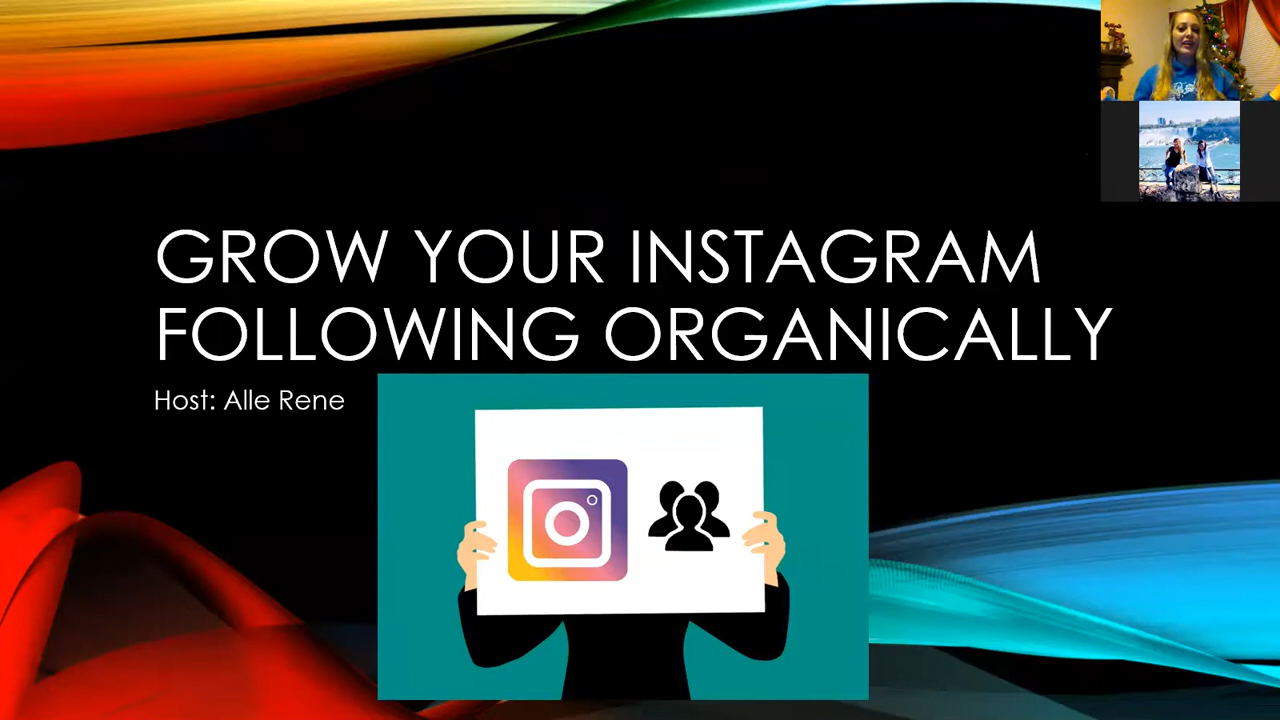 GROW YOUR INSTAGRAM
FOLLOWING ORGANICALLY
Host: Alle Rene